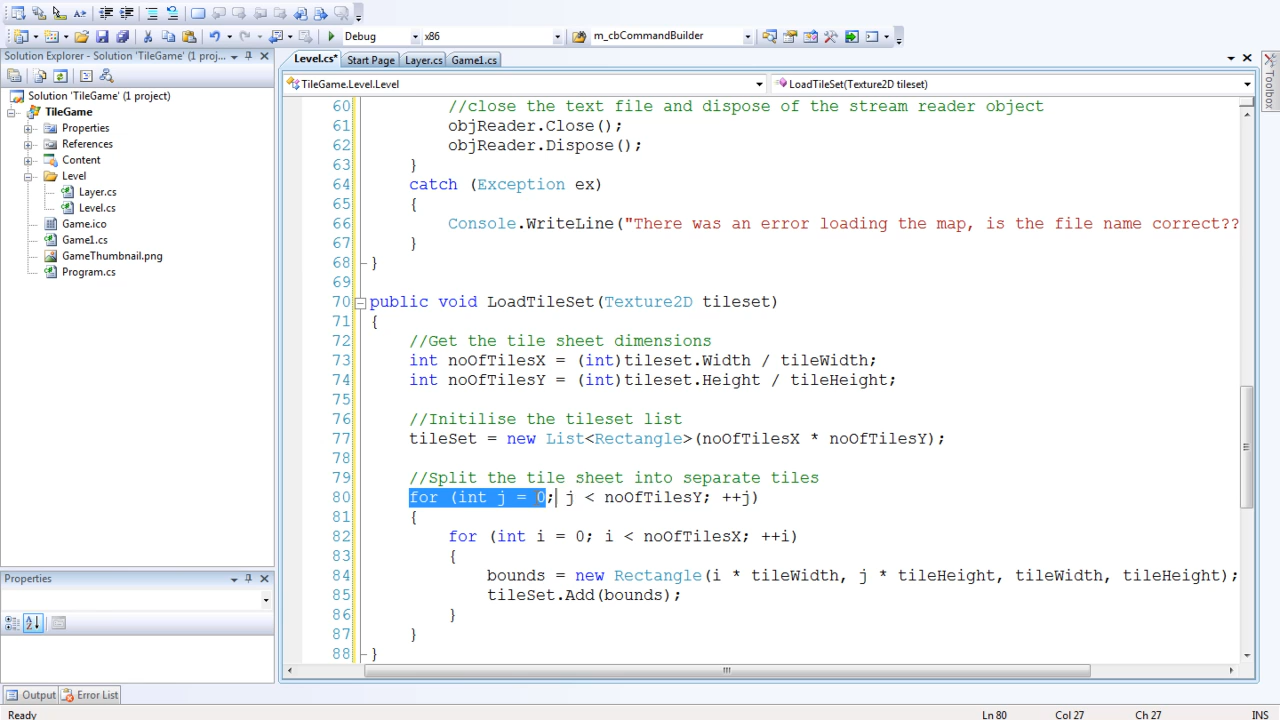 Debug
x86
m_cbCommandBuilder
Solution Explorer - Solution 'TileGame' (1 project)
Solution 'TileGame' (1 project)
TileGame
Properties
References
Content
Level
Layer.cs
Level.cs
Game.ico
Game1.cs
GameThumbnail.png
Program.cs
Properties
Output
Error List
Ready
Level.cs*
Start Page
Layer.cs
Game1.cs
TileGame.Level.Level
LoadTileSet(Texture2D tileset)
60 //close the text file and dispose of the stream reader object
61 objReader.Close();
62 objReader.Dispose();
63 }
64 catch (Exception ex)
65 {
66 Console.WriteLine("There was an error loading the map, is the file name correct??
67 }
68 }
69
70 public void LoadTileSet(Texture2D tileset)
71 {
72 //Get the tile sheet dimensions
73 int noOfTilesX = (int)tileset.Width / tileWidth;
74 int noOfTilesY = (int)tileset.Height / tileHeight;
75
76 //Initilise the tileset list
77 tileSet = new List<Rectangle>(noOfTilesX * noOfTilesY);
78
79 //Split the tile sheet into separate tiles
80 for (int j = 0; j < noOfTilesY; ++j)
81 {
82 for (int i = 0; i < noOfTilesX; ++i)
83 {
84 bounds = new Rectangle(i * tileWidth, j * tileHeight, tileWidth, tileHeight);
85 tileSet.Add(bounds);
86 }
87 }
88 }
Toolbox
Ln 80
Col 27
Ch 27
INS